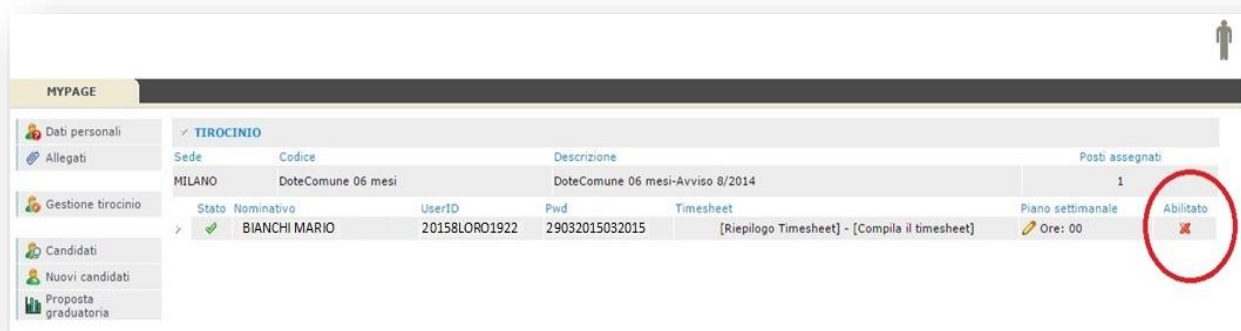 MYPAGE
Dati personali
Allegati
Gestione tirocinio
Candidati
Nuovi candidati
Proposta
graduatoria
TIROCINIO
Sede Codice Descrizione Posti assegnati
MILANO DoteComune 06 mesi DoteComune 06 mesi-Avviso 8/2014 1
Stato Nominativo UserID Pwd Timesheet Piano settimanale Abilitato
BIANCHI MARIO 20158LORO1922 29032015032015 [Riepilogo Timesheet] - [Compila il timesheet] Ore: 00